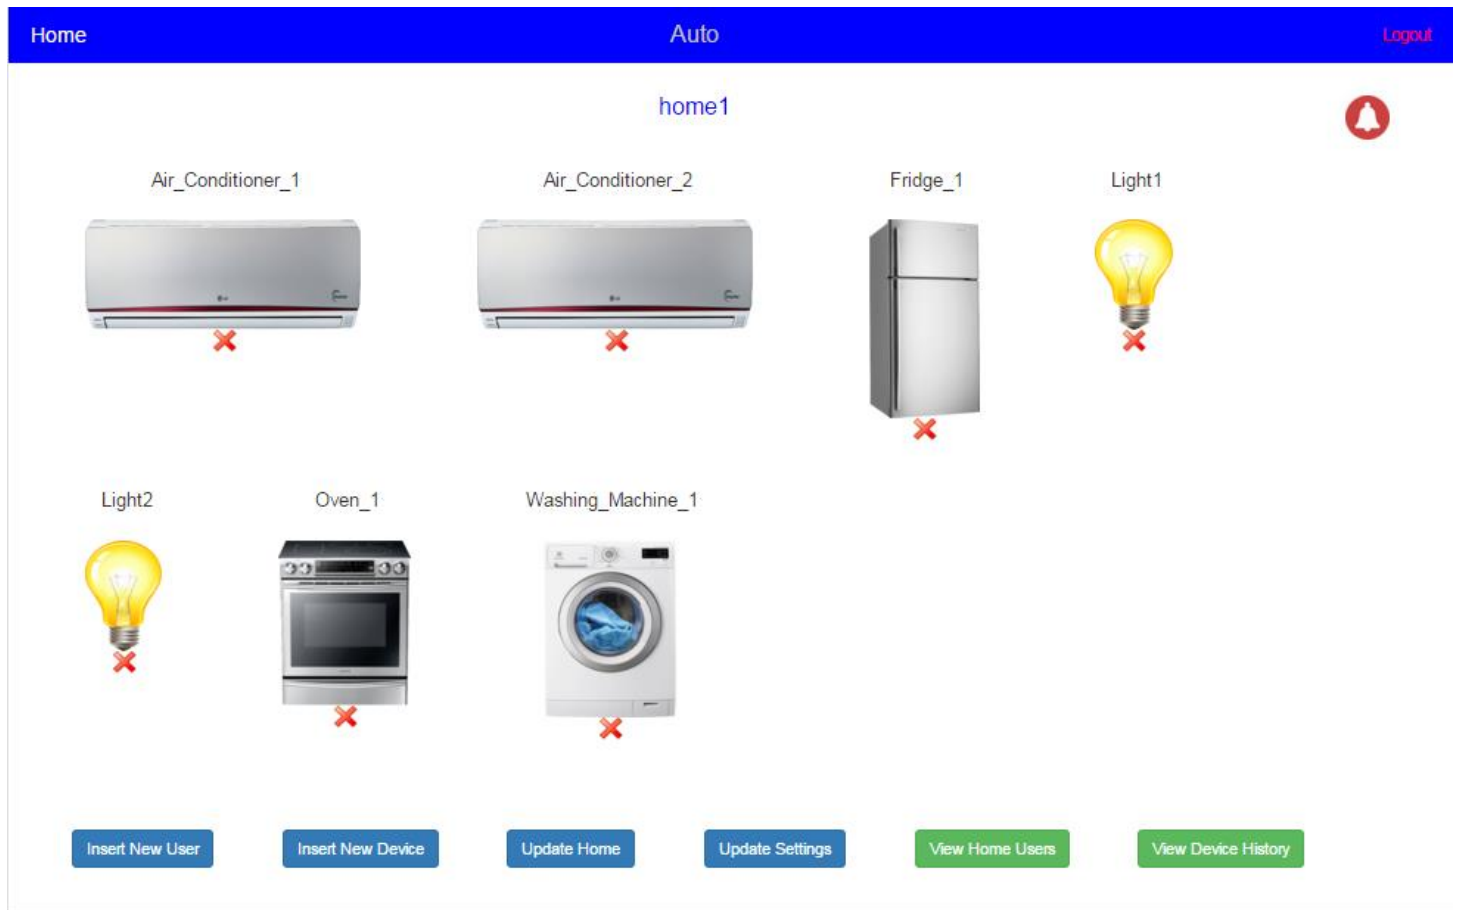 Home
Auto
Logout
home1
Air_Conditioner_1
Air_Conditioner_2
Fridge_1
Light1
Light2
Oven_1
Washing_Machine_1
Insert New User
Insert New Device
Update Home
Update Settings
View Home Users
View Device History